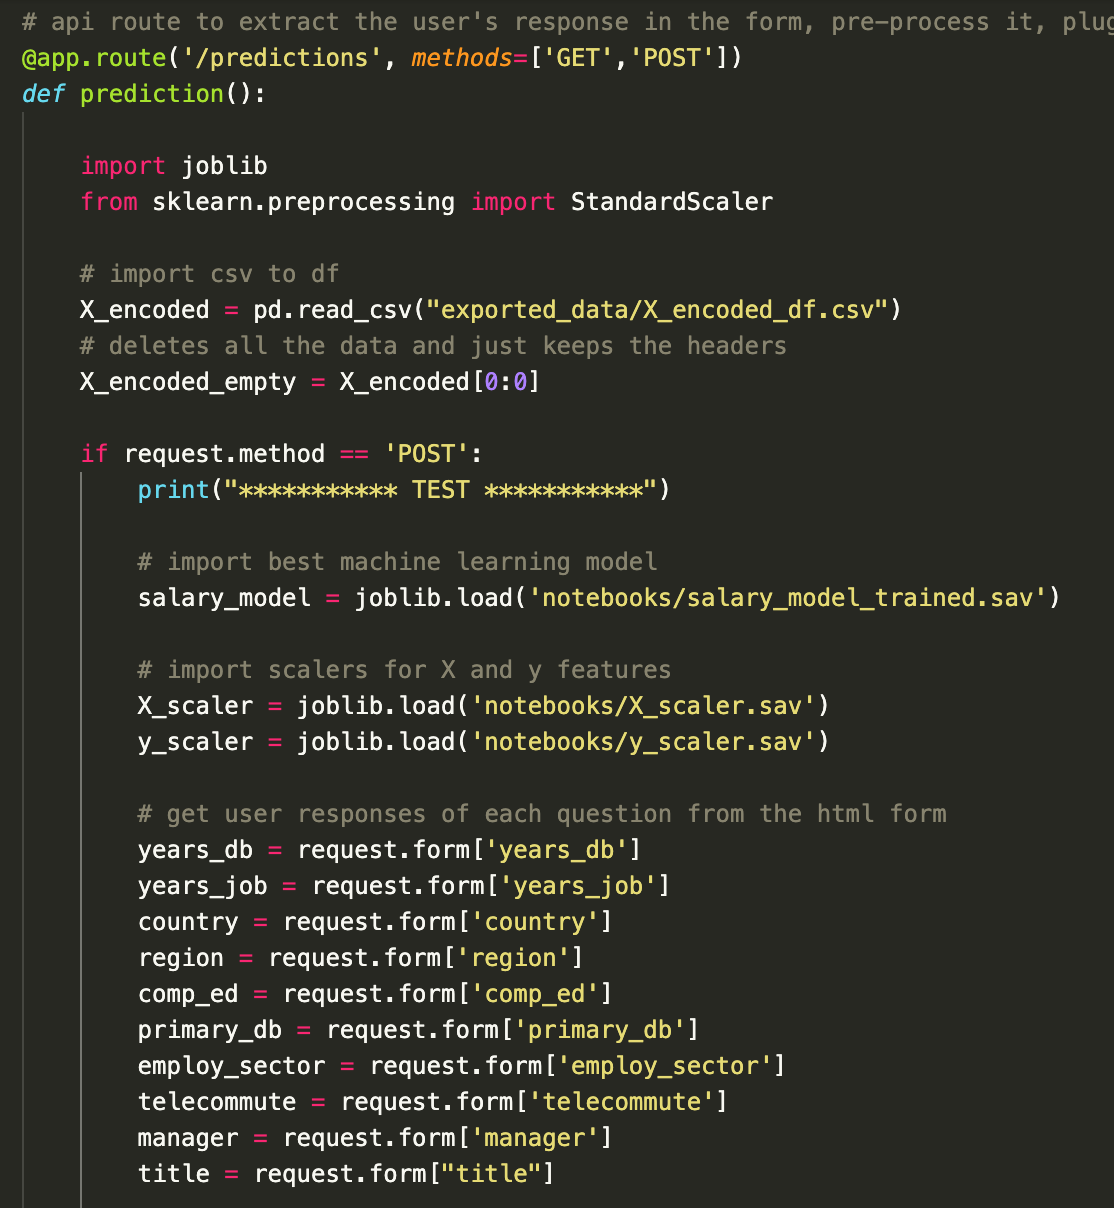 # api route to extract the user's response in the form, pre-process it, plug
@app.route('/predictions', methods=['GET','POST'])
def prediction():
import joblib
from sklearn.preprocessing import StandardScaler
# import csv to df
X_encoded = pd.read_csv("exported_data/X_encoded_df.csv")
# deletes all the data and just keeps the headers
X_encoded_empty = X_encoded[0:0]
if request.method == 'POST':
print("*********** TEST ***********")
# import best machine learning model
salary_model = joblib.load('notebooks/salary_model_trained.sav')
# import scalers for X and y features
X_scaler = joblib.load('notebooks/X_scaler.sav')
y_scaler = joblib.load('notebooks/y_scaler.sav')
# get user responses of each question from the html form
years_db = request.form['years_db']
years_job = request.form['years_job']
country = request.form['country']
region = request.form['region']
comp_ed = request.form['comp_ed']
primary_db = request.form['primary_db']
employ_sector = request.form['employ_sector']
telecommute = request.form['telecommute']
manager = request.form['manager']
title = request.form["title"]